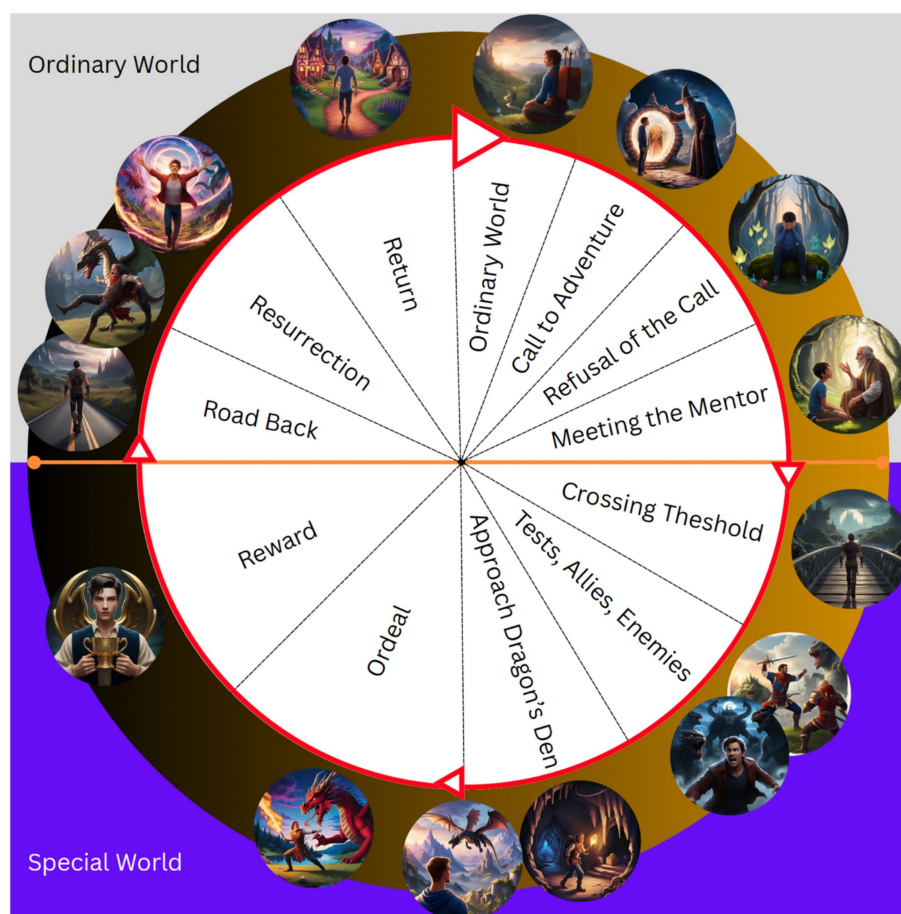 Ordinary World
Ordinary World
Call to Adventure
Refusal of the Call
Meeting the Mentor
Crossing Theshold
Tests, Allies, Enemies
Approach Dragon's Den
Ordeal
Reward
Road Back
Resurrection
Return
Special World